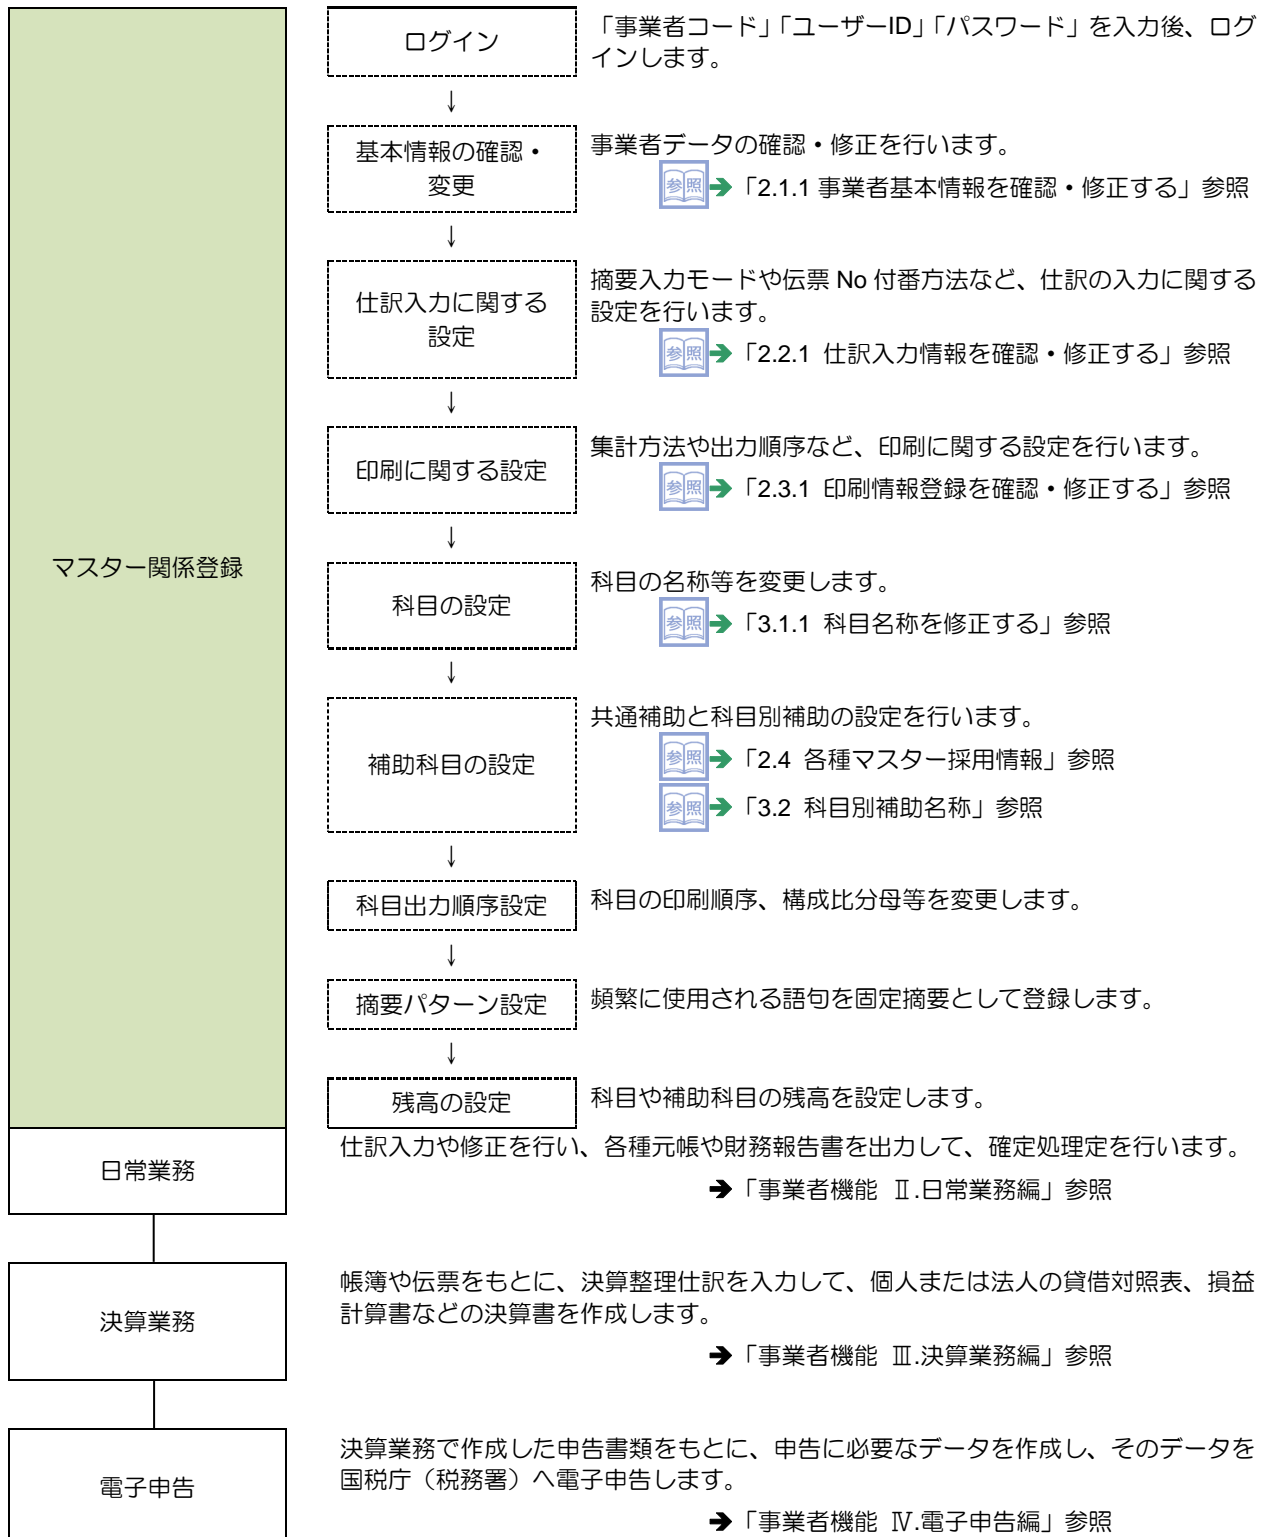 ログイン
「事業者コード」「ユーザーID」「パスワード」を入力後、ログ
インします。
↓
基本情報の確認・
変更
事業者データの確認・修正を行います。
参照 ➔ 「2.1.1 事業者基本情報を確認・修正する」参照
↓
仕訳入力に関する
設定
摘要入力モードや伝票 No 付番方法など、仕訳の入力に関する
設定を行います。
参照 ➔ 「2.2.1 仕訳入力情報を確認・修正する」参照
↓
印刷に関する設定
集計方法や出力順序など、印刷に関する設定を行います。
参照 ➔ 「2.3.1 印刷情報登録を確認・修正する」参照
↓
マスター関係登録
科目の設定
科目の名称等を変更します。
参照 ➔ 「3.1.1 科目名称を修正する」参照
↓
補助科目の設定
共通補助と科目別補助の設定を行います。
参照 ➔ 「2.4 各種マスター採用情報」参照
参照 ➔ 「3.2 科目別補助名称」参照
↓
科目出力順序設定
科目の印刷順序、構成比分母等を変更します。
↓
摘要パターン設定
頻繁に使用される語句を固定摘要として登録します。
↓
残高の設定
科目や補助科目の残高を設定します。
日常業務
仕訳入力や修正を行い、各種元帳や財務報告書を出力して、確定処理定を行います。
➔ 「事業者機能 Ⅱ.日常業務編」参照
決算業務
帳簿や伝票をもとに、決算整理仕訳を入力して、個人または法人の貸借対照表、損益
計算書などの決算書を作成します。
➔ 「事業者機能 Ⅲ.決算業務編」参照
電子申告
決算業務で作成した申告書類をもとに、申告に必要なデータを作成し、そのデータを
国税庁（税務署）へ電子申告します。
➔ 「事業者機能 Ⅳ.電子申告編」参照